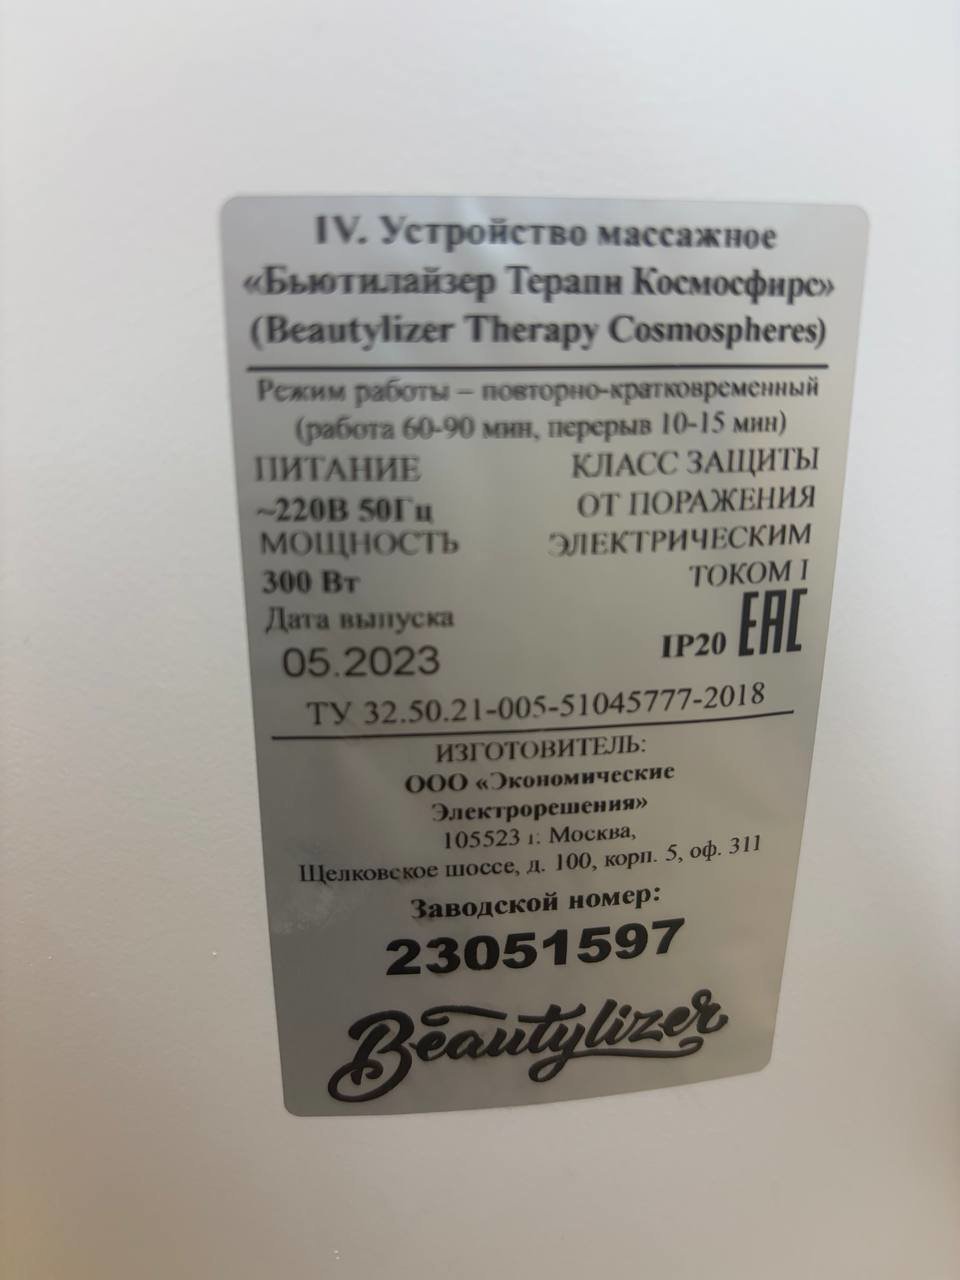 IV. Устройство массажное
«Бьютилайзер Терапи Космосфирс»
(Beautylizer Therapy Cosmospheres)
Режим работы – повторно-кратковременный
(работа 60-90 мин, перерыв 10-15 мин)
ПИТАНИЕ
~220В 50Гц
МОЩНОСТЬ
300 Вт
Дата выпуска
05.2023
КЛАСС ЗАЩИТЫ
ОТ ПОРАЖЕНИЯ
ЭЛЕКТРИЧЕСКИМ
ТОКОМ I
IP20 EAC
ТУ 32.50.21-005-51045777-2018
ИЗГОТОВИТЕЛЬ:
ООО «Экономические
Электрорешения»
105523 г. Москва,
Щелковское шоссе, д. 100, корп. 5, оф. 311
Заводской номер:
23051597
Beautylizer